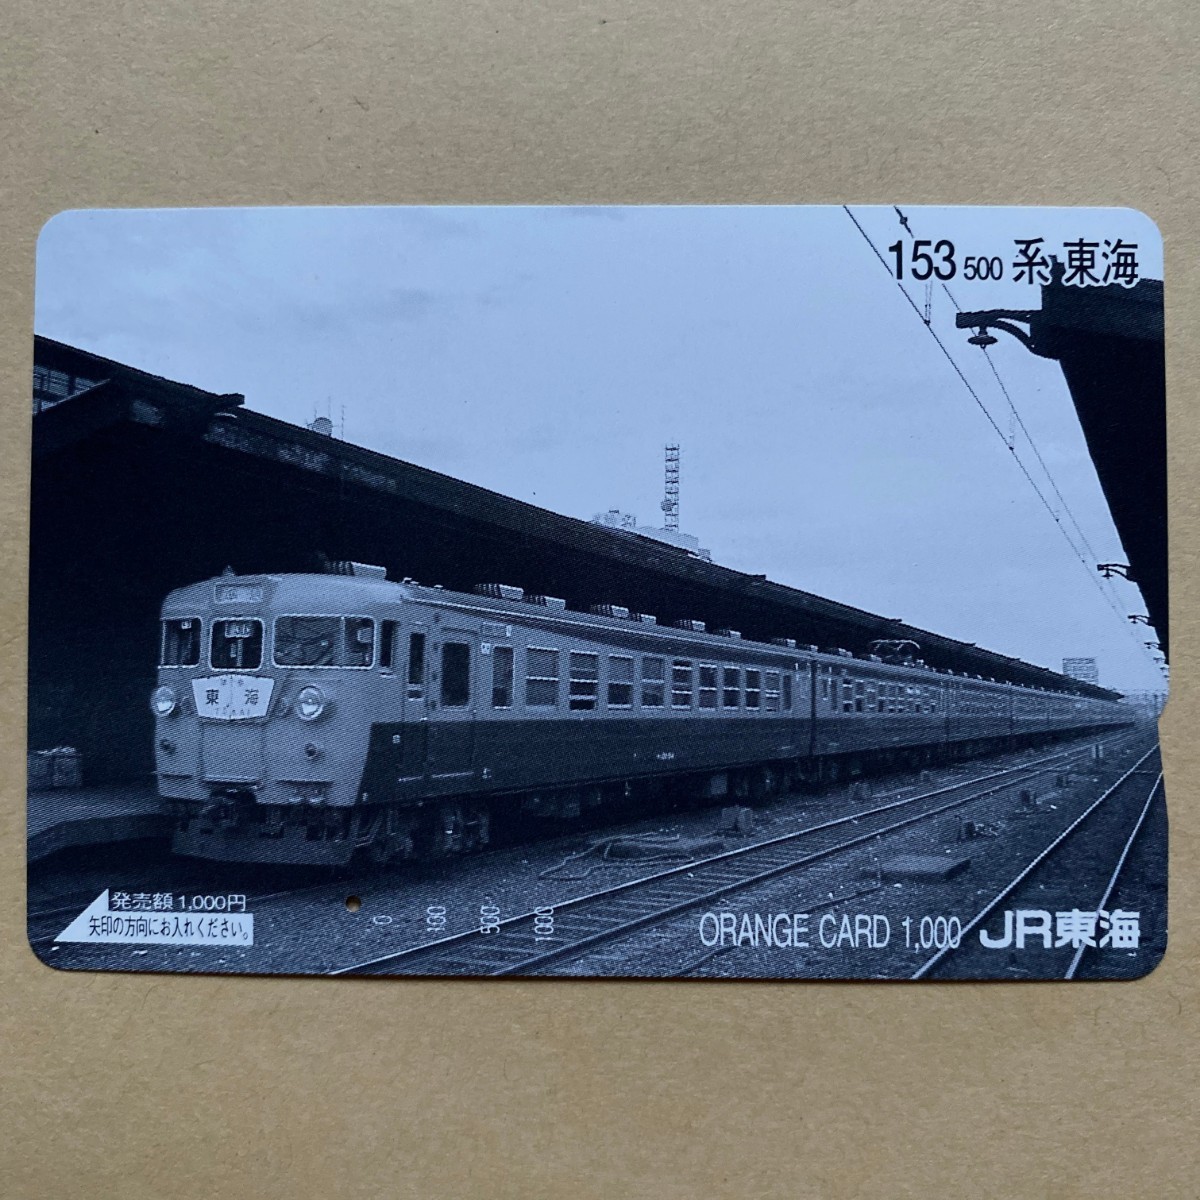 153 500 系 東海
東 海
TOKAI
発売額 1,000円
矢印の方向にお入れください。
0
100
500
1000
ORANGE CARD 1,000 JR東海